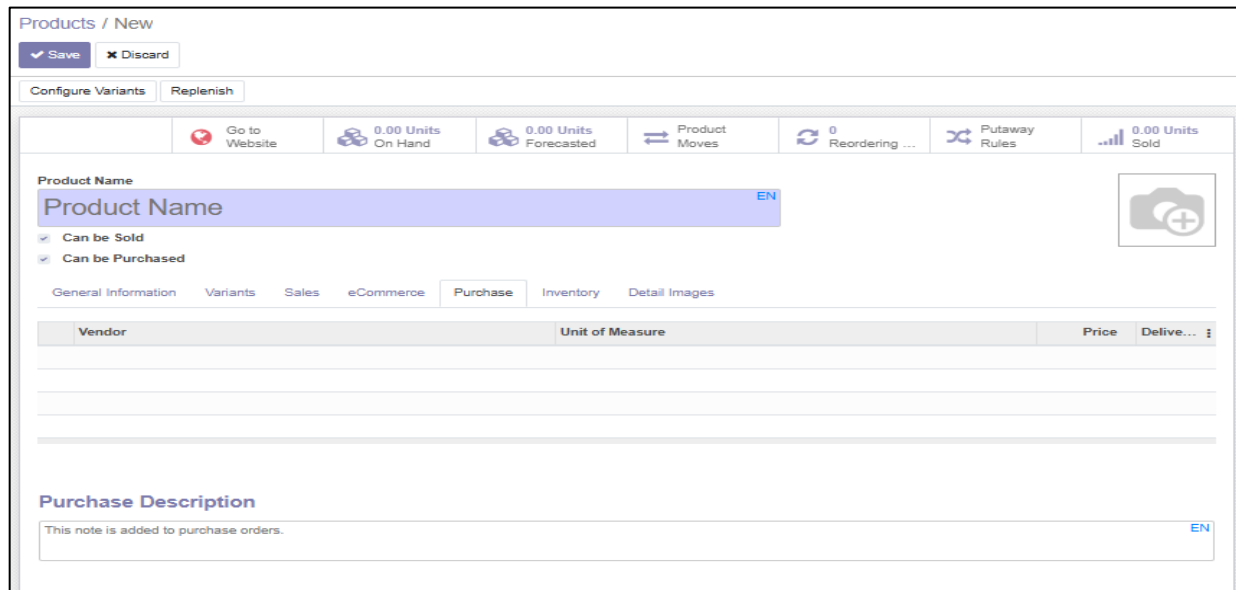 Products / New
Save Discard
Configure Variants Replenish
Go to Website
0.00 Units On Hand
0.00 Units Forecasted
Product Moves
0 Reordering ...
Putaway Rules
0.00 Units Sold
Product Name
Product Name EN
Can be Sold
Can be Purchased
General Information Variants Sales eCommerce Purchase Inventory Detail Images
Vendor Unit of Measure Price Delive...
Purchase Description
This note is added to purchase orders. EN